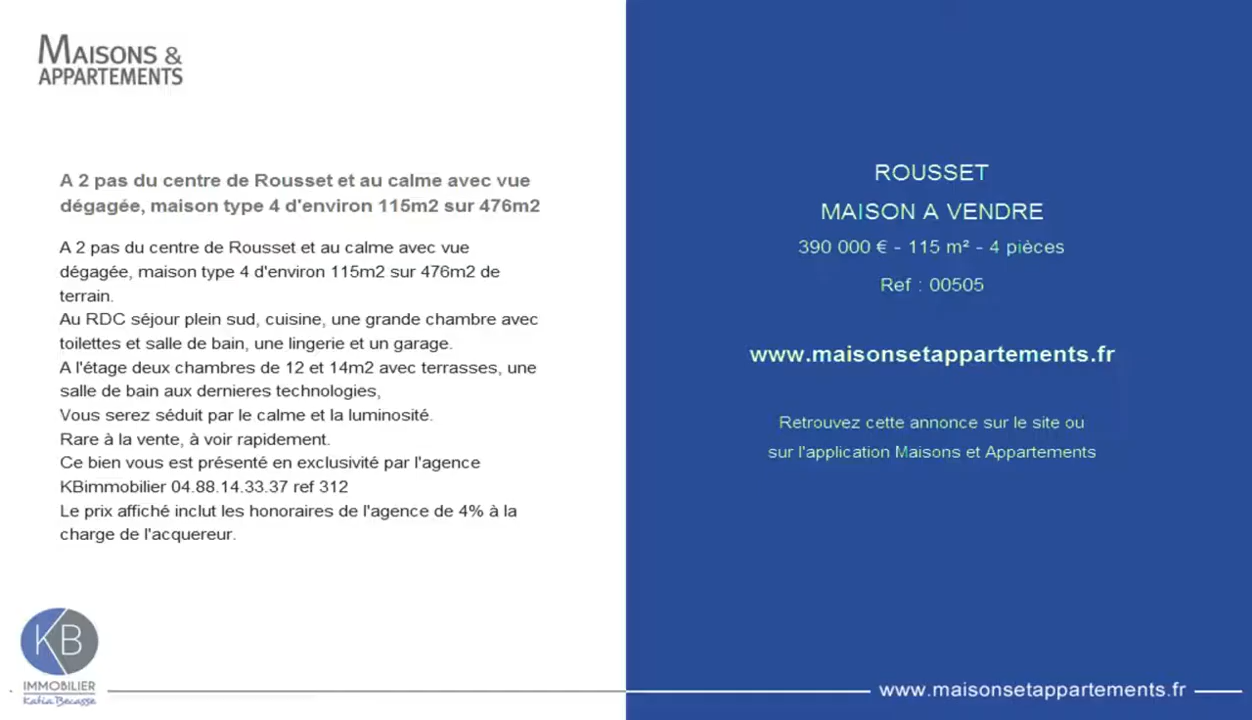 MAISONS &
APPARTEMENTS
A 2 pas du centre de Rousset et au calme avec vue
dégagée, maison type 4 d'environ 115m2 sur 476m2
A 2 pas du centre de Rousset et au calme avec vue
dégagée, maison type 4 d'environ 115m2 sur 476m2 de
terrain.
Au RDC séjour plein sud, cuisine, une grande chambre avec
toilettes et salle de bain, une lingerie et un garage.
A l'étage deux chambres de 12 et 14m2 avec terrasses, une
salle de bain aux dernieres technologies,
Vous serez séduit par le calme et la luminosité.
Rare à la vente, à voir rapidement.
Ce bien vous est présenté en exclusivité par l'agence
KBimmobilier 04.88.14.33.37 ref 312
Le prix affiché inclut les honoraires de l'agence de 4% à la
charge de l'acquereur.
KB
IMMOBILIER
Katia Becasse
ROUSSET
MAISON A VENDRE
390 000 € - 115 m² - 4 pièces
Ref : 00505
www.maisonsetappartements.fr
Retrouvez cette annonce sur le site ou
sur l'application Maisons et Appartements
www.maisonsetappartements.fr